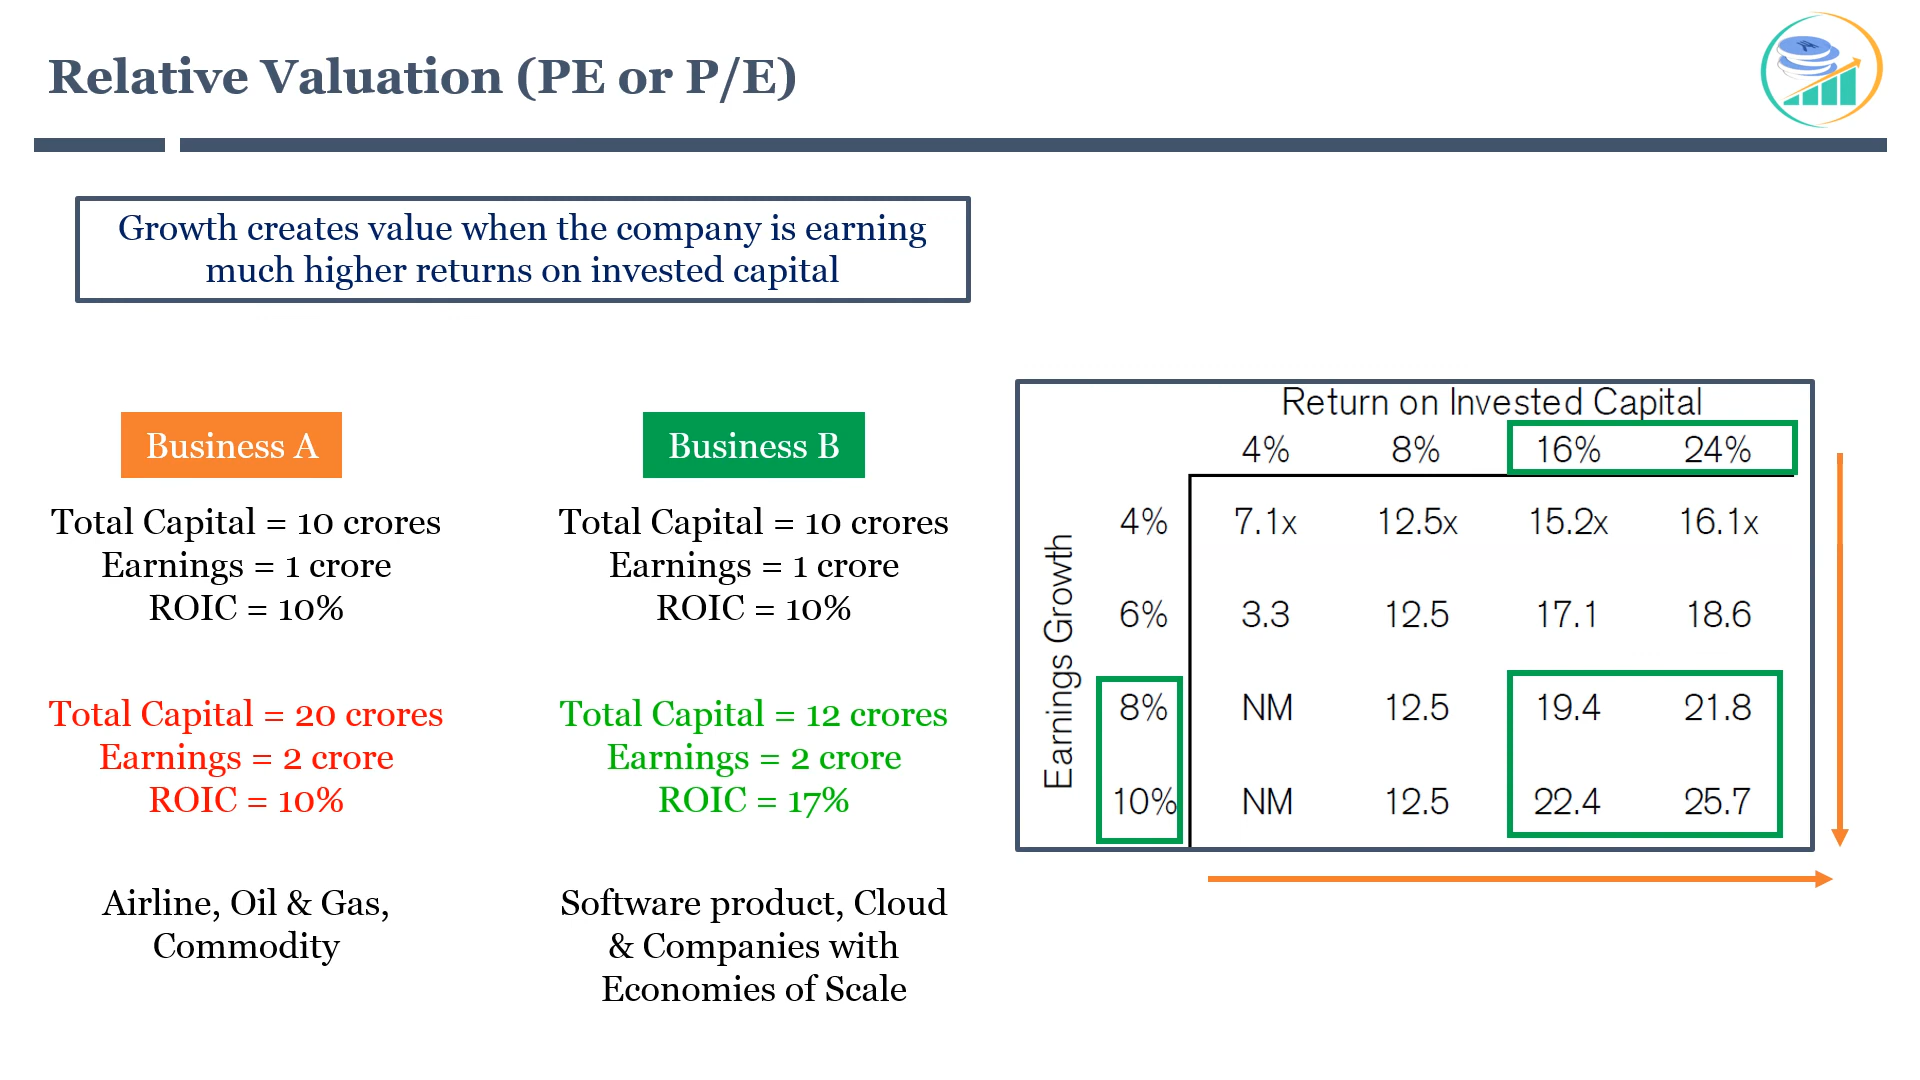 Relative Valuation (PE or P/E)
Growth creates value when the company is earning
much higher returns on invested capital
Business A
Total Capital = 10 crores
Earnings = 1 crore
ROIC = 10%
Total Capital = 20 crores
Earnings = 2 crore
ROIC = 10%
Airline, Oil & Gas,
Commodity
Business B
Total Capital = 10 crores
Earnings = 1 crore
ROIC = 10%
Total Capital = 12 crores
Earnings = 2 crore
ROIC = 17%
Software product, Cloud
& Companies with
Economies of Scale
Return on Invested Capital
4% 8% 16% 24%
Earnings Growth
4% 7.1x 12.5x 15.2x 16.1x
6% 3.3 12.5 17.1 18.6
8% NM 12.5 19.4 21.8
10% NM 12.5 22.4 25.7